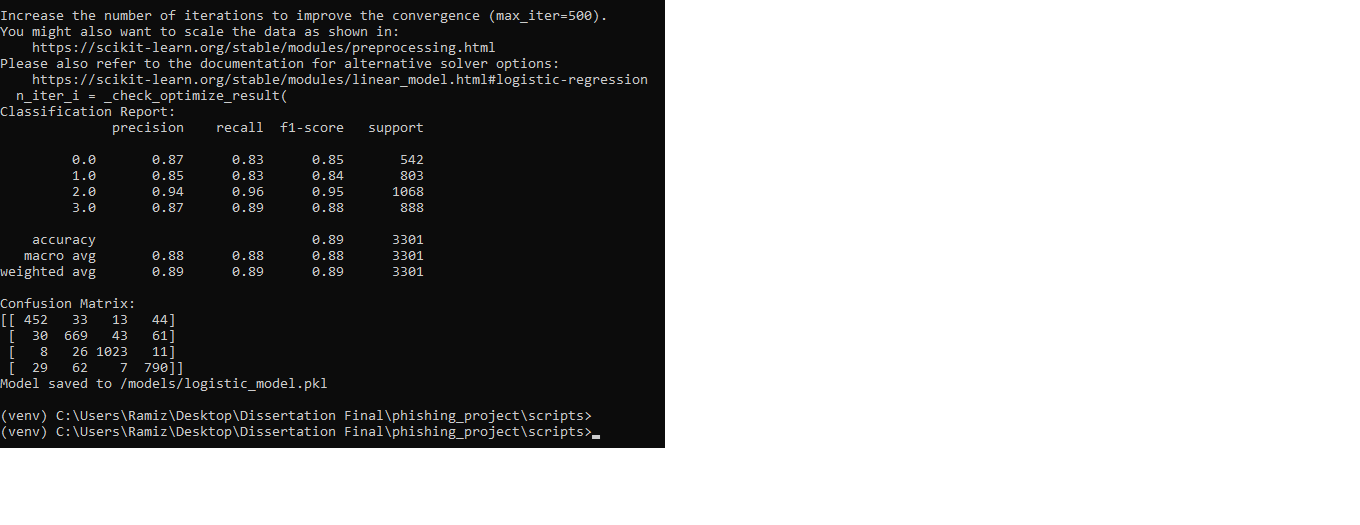 Increase the number of iterations to improve the convergence (max_iter=500).
You might also want to scale the data as shown in:
    https://scikit-learn.org/stable/modules/preprocessing.html
Please also refer to the documentation for alternative solver options:
    https://scikit-learn.org/stable/modules/linear_model.html#logistic-regression
  n_iter_i = _check_optimize_result(
Classification Report:
              precision    recall  f1-score   support

         0.0       0.87      0.83      0.85       542
         1.0       0.85      0.83      0.84       803
         2.0       0.94      0.96      0.95      1068
         3.0       0.87      0.89      0.88       888

    accuracy                           0.89      3301
   macro avg       0.88      0.88      0.88      3301
weighted avg       0.89      0.89      0.89      3301

Confusion Matrix:
[[ 452   33   13   44]
 [  30  669   43   61]
 [   8   26 1023   11]
 [  29   62    7  790]]
Model saved to /models/logistic_model.pkl

(venv) C:\Users\Ramiz\Desktop\Dissertation Final\phishing_project\scripts>
(venv) C:\Users\Ramiz\Desktop\Dissertation Final\phishing_project\scripts>